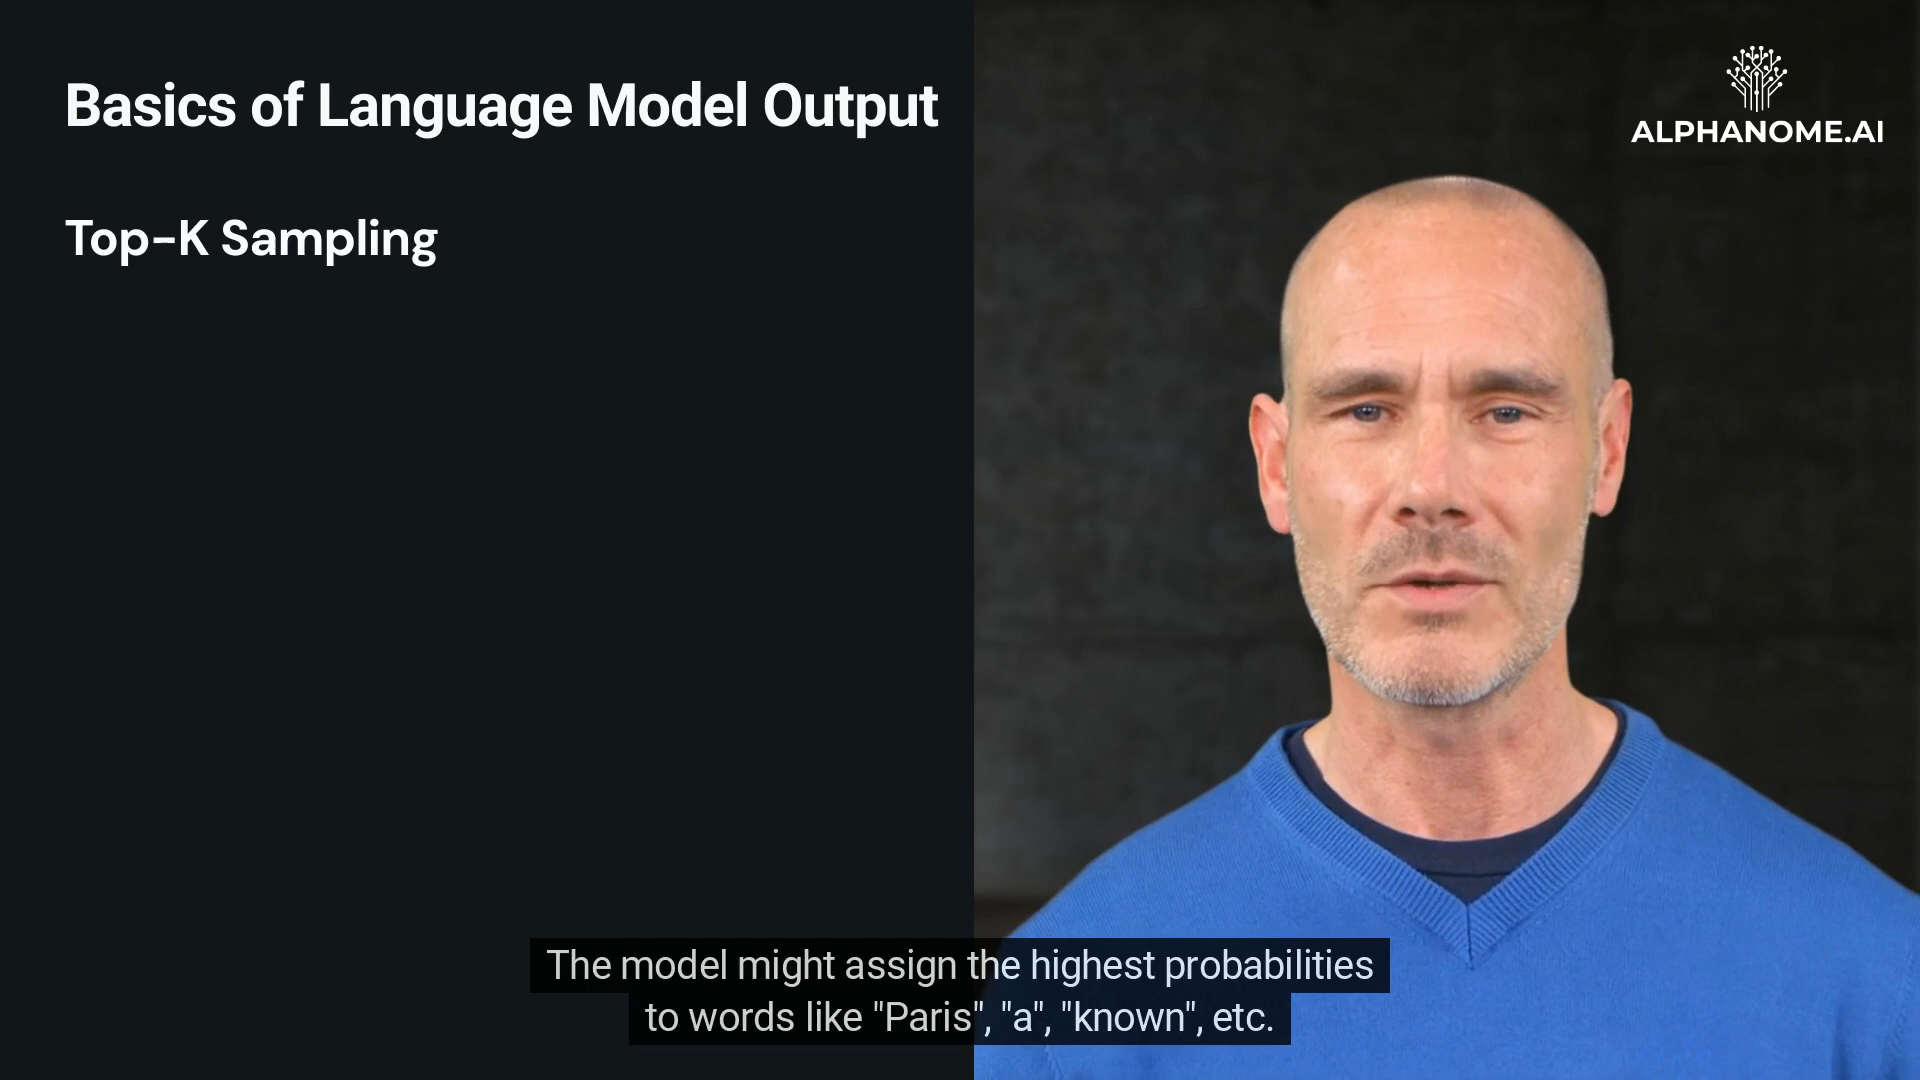 Basics of Language Model Output
ALPHANOME.AI
Top-K Sampling
The model might assign the highest probabilities
to words like "Paris", "a", "known", etc.